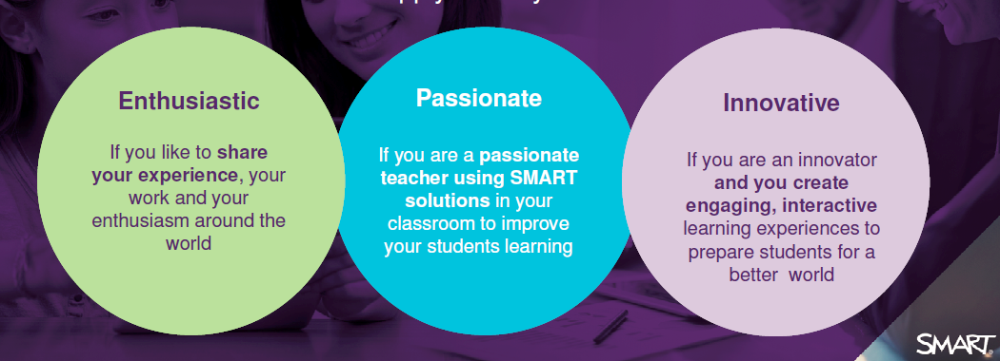 Enthusiastic
If you like to share
your experience, your
work and your
enthusiasm around the
world
Passionate
If you are a passionate
teacher using SMART
solutions in your
classroom to improve
your students learning
Innovative
If you are an innovator
and you create
engaging, interactive
learning experiences to
prepare students for a
better  world
SMART